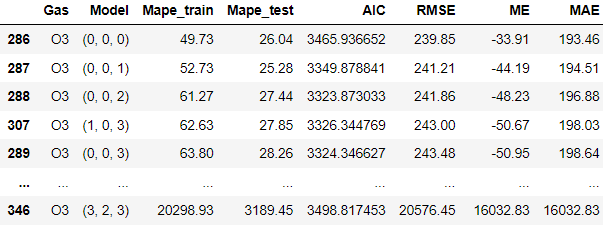 Gas Model Mape_train Mape_test AIC RMSE ME MAE
286 O3 (0, 0, 0) 49.73 26.04 3465.936652 239.85 -33.91 193.46
287 O3 (0, 0, 1) 52.73 25.28 3349.878841 241.21 -44.19 194.51
288 O3 (0, 0, 2) 61.27 27.44 3323.873033 241.86 -48.23 196.88
307 O3 (1, 0, 3) 62.63 27.85 3326.344769 243.00 -50.67 198.03
289 O3 (0, 0, 3) 63.80 28.26 3324.346627 243.48 -50.95 198.64
... ... ... ... ... ... ... ... ...
346 O3 (3, 2, 3) 20298.93 3189.45 3498.817453 20576.45 16032.83 16032.83